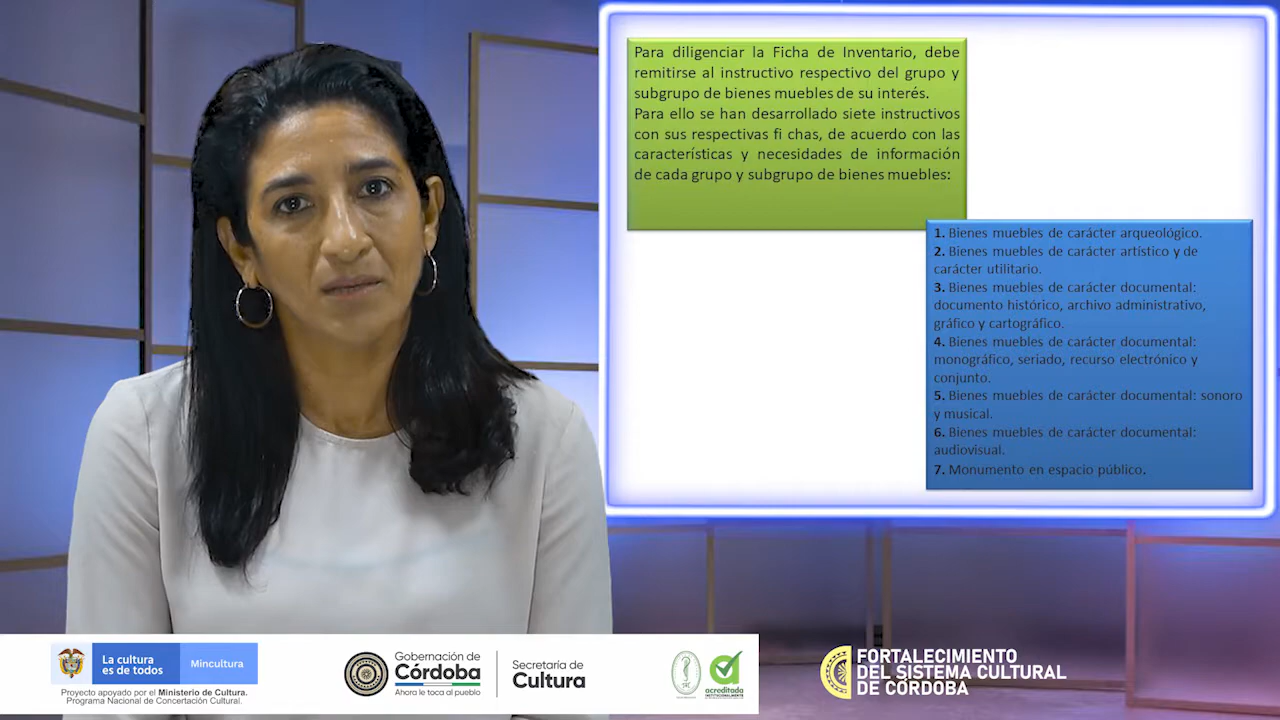 Para diligenciar la Ficha de Inventario, debe
remitirse al instructivo respectivo del grupo y
subgrupo de bienes muebles de su interés.
Para ello se han desarrollado siete instructivos
con sus respectivas fi chas, de acuerdo con las
características y necesidades de información
de cada grupo y subgrupo de bienes muebles:
1. Bienes muebles de carácter arqueológico.
2. Bienes muebles de carácter artístico y de
carácter utilitario.
3. Bienes muebles de carácter documental:
documento histórico, archivo administrativo,
gráfico y cartográfico.
4. Bienes muebles de carácter documental:
monográfico, seriado, recurso electrónico y
conjunto.
5. Bienes muebles de carácter documental: sonoro
y musical.
6. Bienes muebles de carácter documental:
audiovisual.
7. Monumento en espacio público.
La cultura
es de todos
Mincultura
Proyecto apoyado por el Ministerio de Cultura.
Programa Nacional de Concertación Cultural.
Gobernación de
Córdoba
Ahora le toca al pueblo
Secretaría de
Cultura
acreditada
INSTITUCIONALMENTE
FORTALECIMIENTO
DEL SISTEMA CULTURAL
DE CÓRDOBA